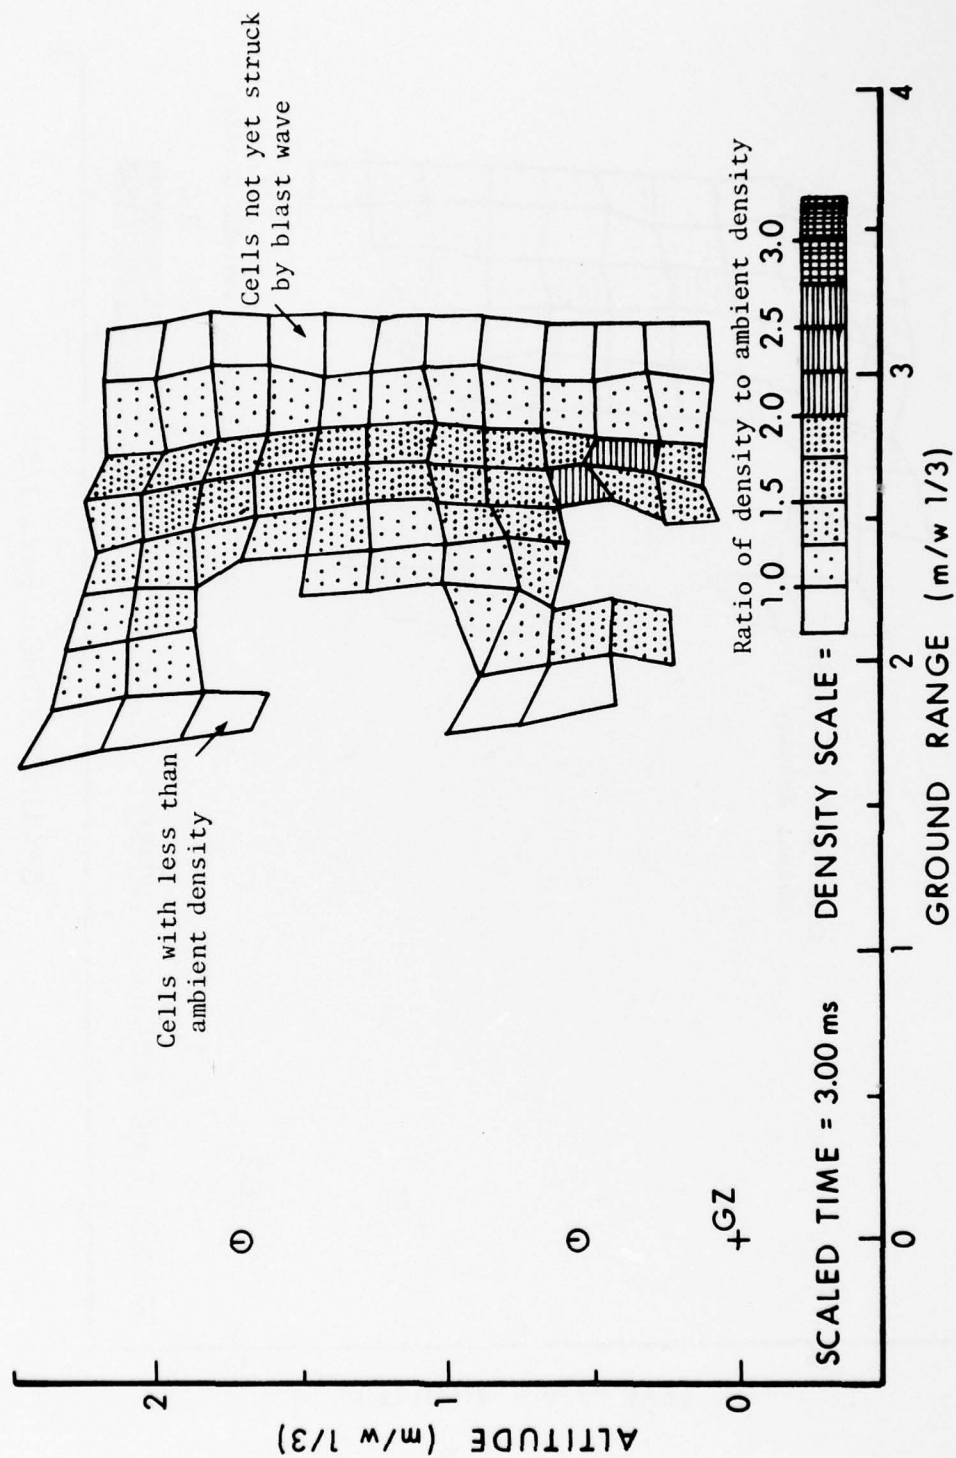 Cells not yet struck
by blast wave
Cells with less than
ambient density
Ratio of density to ambient density
1.0 1.5 2.0 2.5 3.0
SCALED TIME = 3.00 ms DENSITY SCALE =
GZ
ALTITUDE (m/w 1/3)
2
1
0
0 1 2 3 4
GROUND RANGE (m/w 1/3)